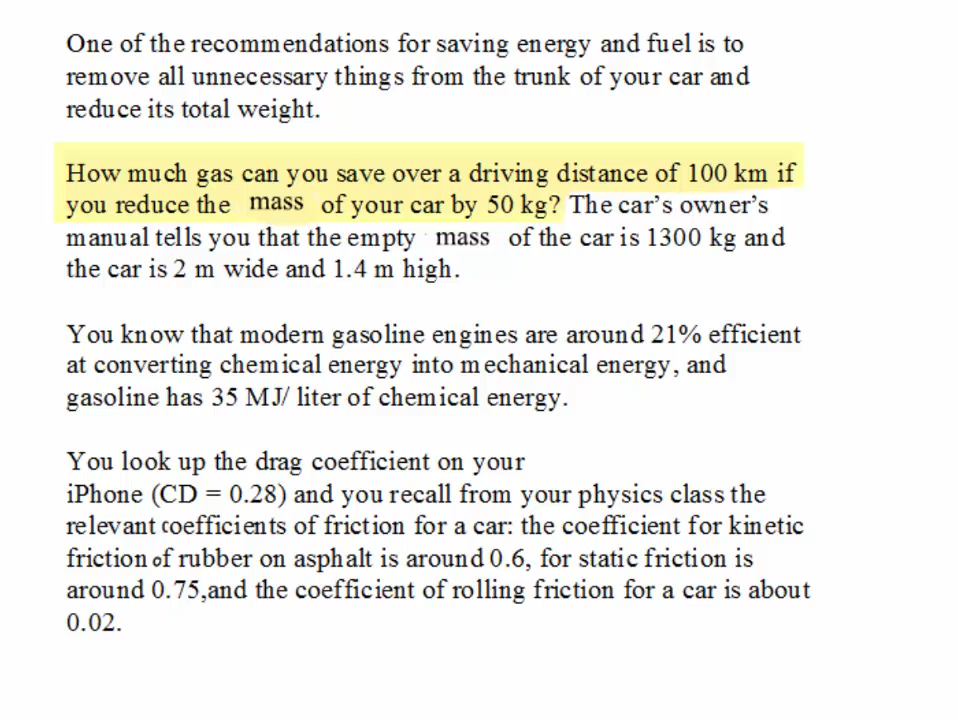 One of the recommendations for saving energy and fuel is to
remove all unnecessary things from the trunk of your car and
reduce its total weight.
How much gas can you save over a driving distance of 100 km if
you reduce the mass of your car by 50 kg? The car's owner's
manual tells you that the empty mass of the car is 1300 kg and
the car is 2 m wide and 1.4 m high.
You know that modern gasoline engines are around 21% efficient
at converting chemical energy into mechanical energy, and
gasoline has 35 MJ/ liter of chemical energy.
You look up the drag coefficient on your
iPhone (CD = 0.28) and you recall from your physics class the
relevant coefficients of friction for a car: the coefficient for kinetic
friction of rubber on asphalt is around 0.6, for static friction is
around 0.75,and the coefficient of rolling friction for a car is about
0.02.